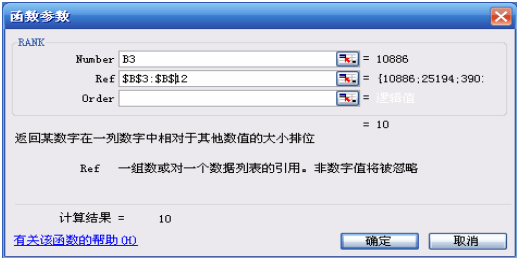 函数参数
RANK
Number B3 = 10886
Ref $B$3:$B$12 = {10886;25194;390:
Order = 逻辑值
= 10
返回某数字在一列数字中相对于其他数值的大小排位
Ref 一组数或对一个数据列表的引用。非数字值将被忽略
计算结果 = 10
有关该函数的帮助(H)
确定 取消